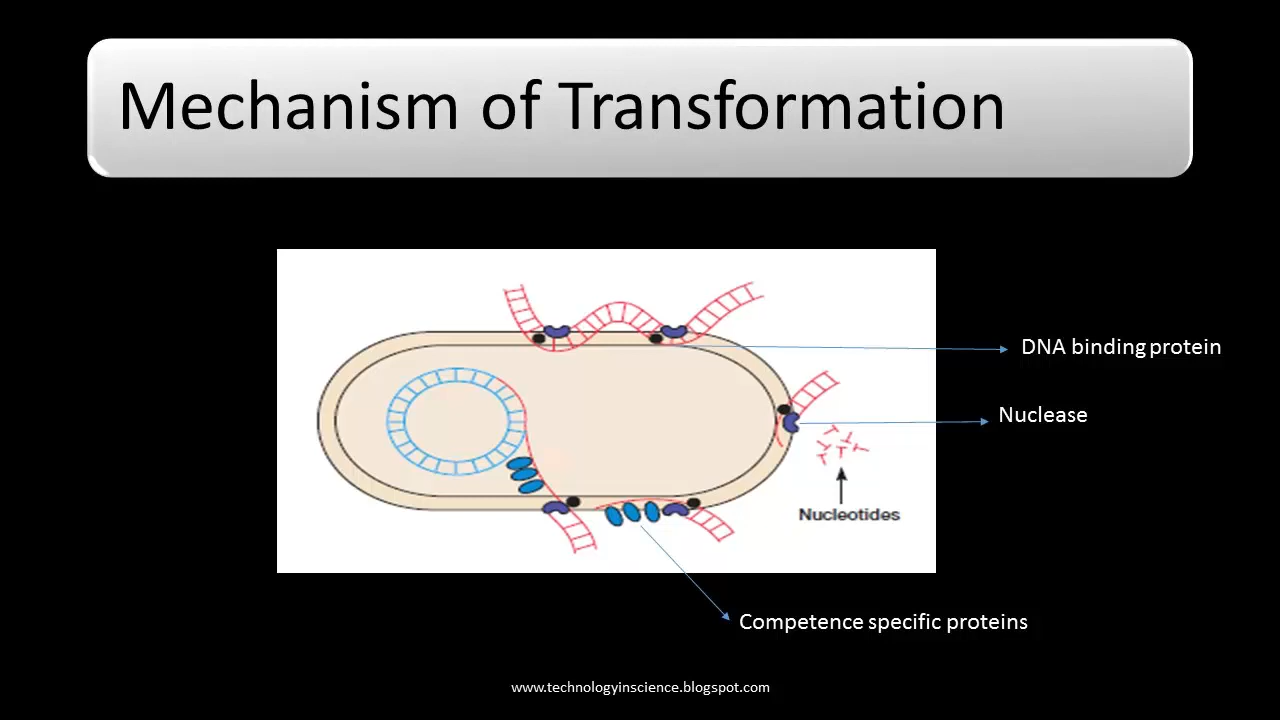 Mechanism of Transformation
DNA binding protein
Nuclease
Nucleotides
Competence specific proteins
www.technologyinscience.blogspot.com